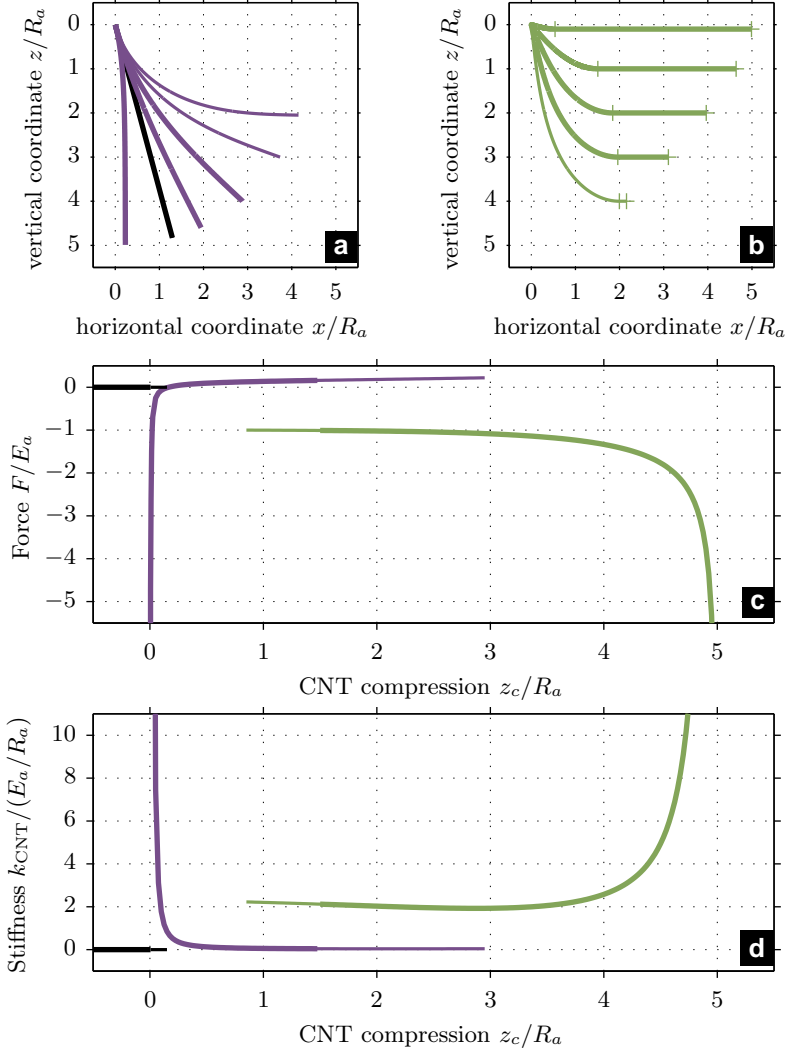 0
1
2
3
4
5
vertical coordinate z/R_a
a
0 1 2 3 4 5
horizontal coordinate x/R_a
0
1
2
3
4
5
vertical coordinate z/R_a
b
0 1 2 3 4 5
horizontal coordinate x/R_a
0
−1
−2
−3
−4
−5
Force F/E_a
c
0 1 2 3 4 5
CNT compression z_c/R_a
10
8
6
4
2
0
Stiffness k_CNT/(E_a/R_a)
d
0 1 2 3 4 5
CNT compression z_c/R_a